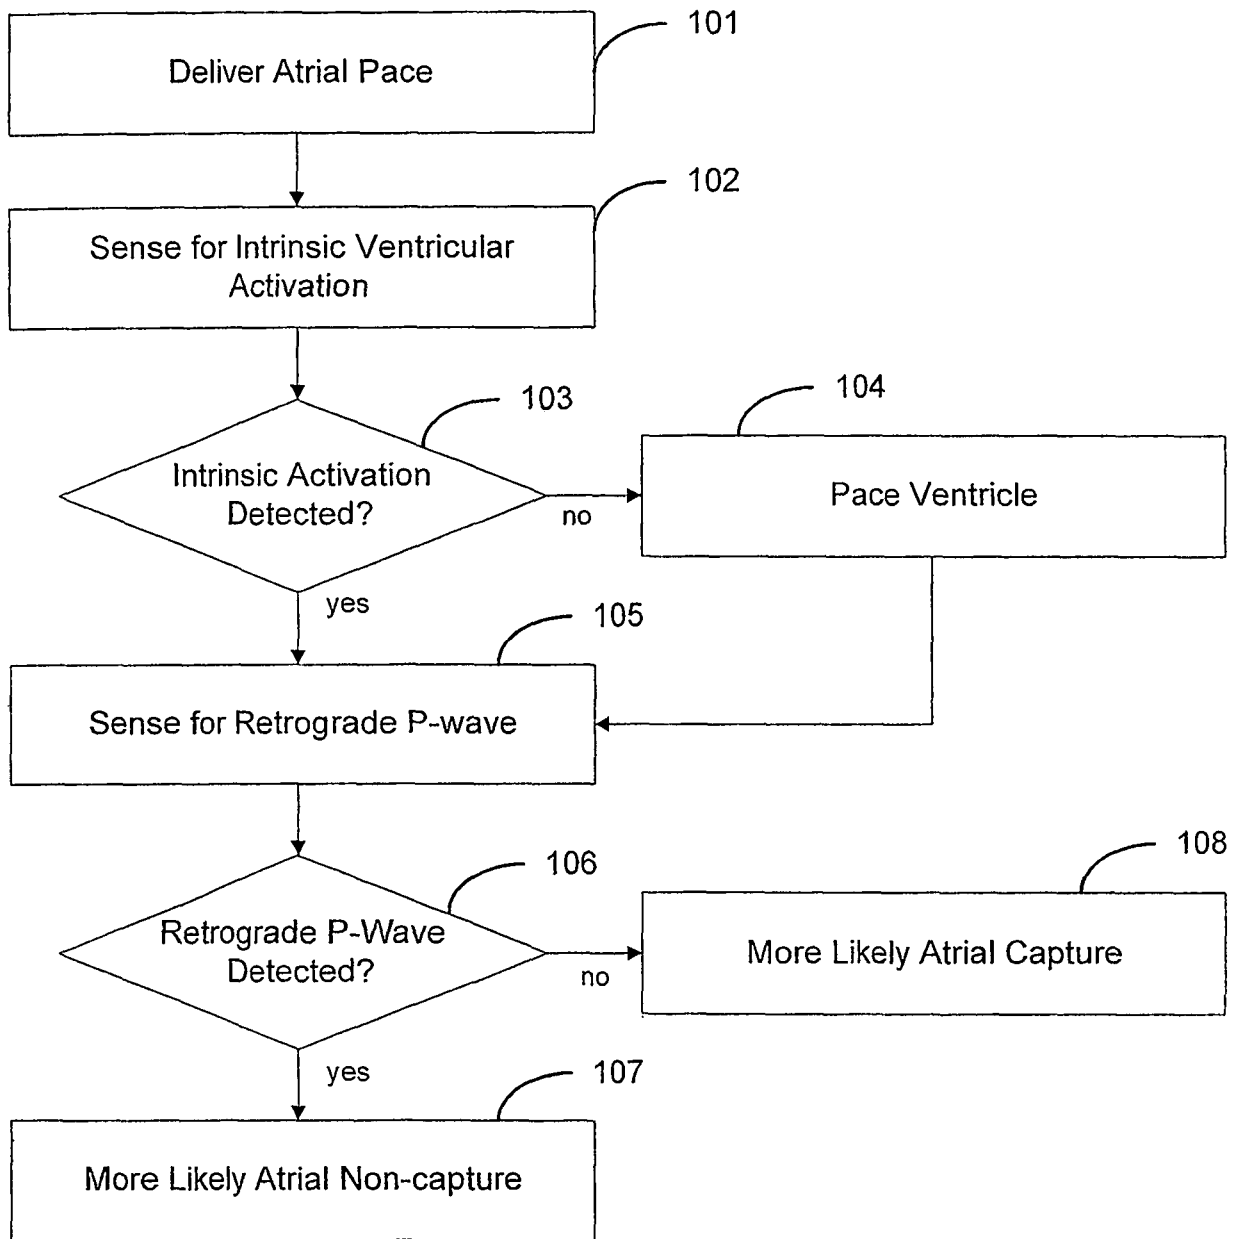 101
Deliver Atrial Pace
102
Sense for Intrinsic Ventricular
Activation
103
Intrinsic Activation
Detected?
no
104
Pace Ventricle
yes
105
Sense for Retrograde P-wave
106
Retrograde P-Wave
Detected?
no
108
More Likely Atrial Capture
yes
107
More Likely Atrial Non-capture